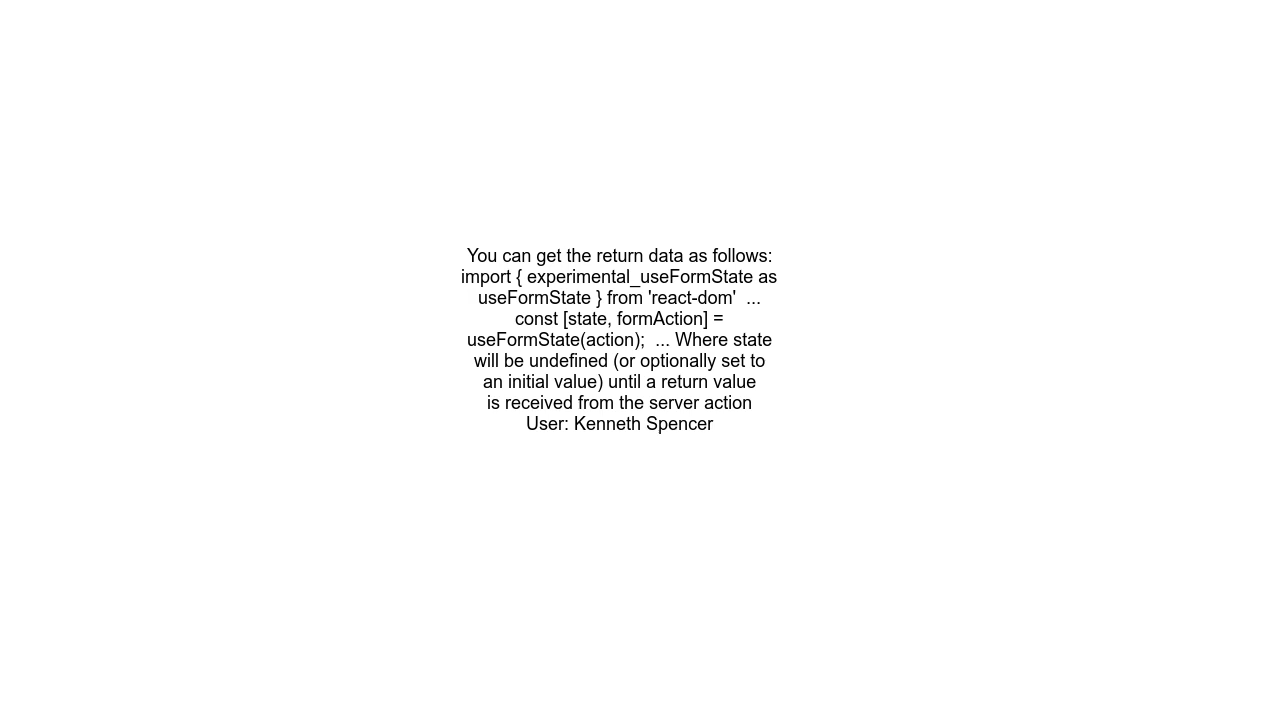 You can get the return data as follows:
import { experimental_useFormState as
useFormState } from 'react-dom'  ...
const [state, formAction] =
useFormState(action);  ... Where state
will be undefined (or optionally set to
an initial value) until a return value
is received from the server action
User: Kenneth Spencer